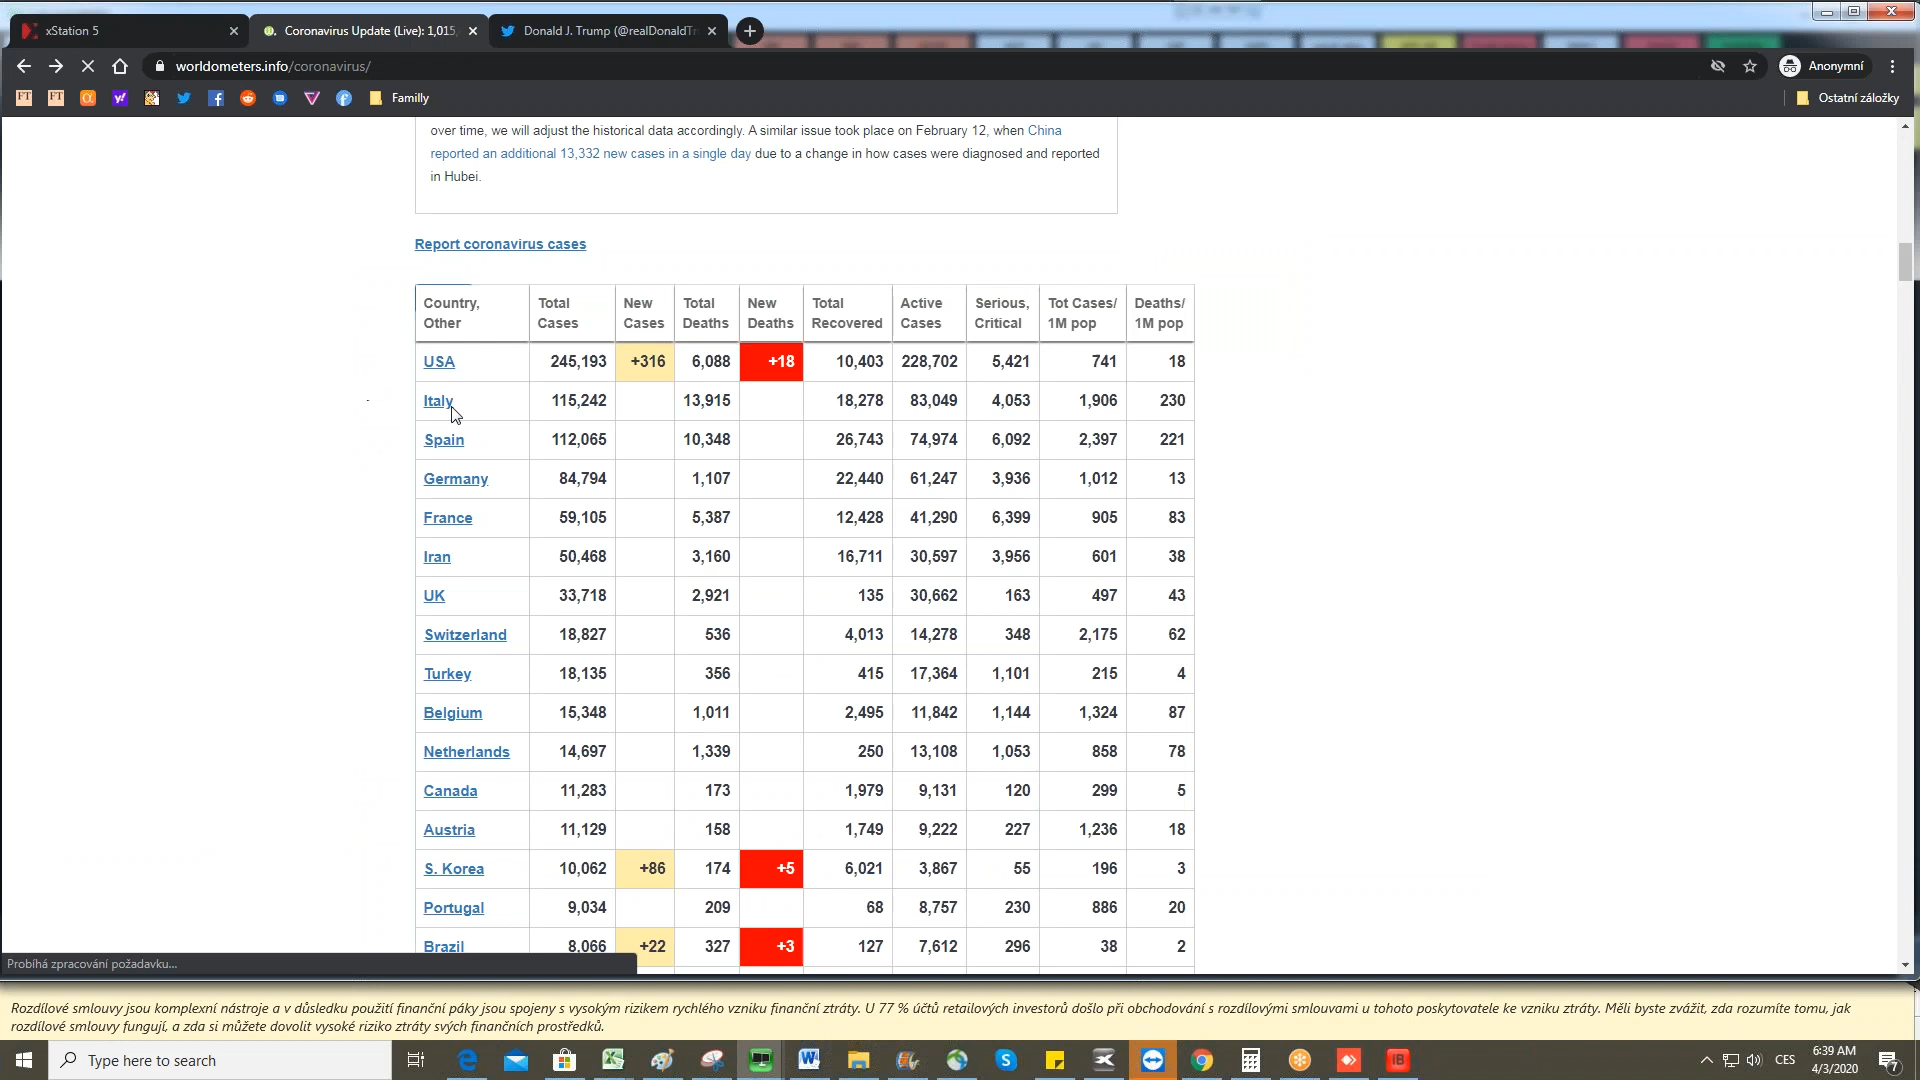 xStation 5
Coronavirus Update (Live): 1,015,
Donald J. Trump (@realDonaldTr
worldometers.info/coronavirus/
Anonymní
Familly
Ostatní záložky
over time, we will adjust the historical data accordingly. A similar issue took place on February 12, when China
reported an additional 13,332 new cases in a single day due to a change in how cases were diagnosed and reported
in Hubei.
Report coronavirus cases
Country, Other Total Cases New Cases Total Deaths New Deaths Total Recovered Active Cases Serious, Critical Tot Cases/ 1M pop Deaths/ 1M pop
USA 245,193 +316 6,088 +18 10,403 228,702 5,421 741 18
Italy 115,242 13,915 18,278 83,049 4,053 1,906 230
Spain 112,065 10,348 26,743 74,974 6,092 2,397 221
Germany 84,794 1,107 22,440 61,247 3,936 1,012 13
France 59,105 5,387 12,428 41,290 6,399 905 83
Iran 50,468 3,160 16,711 30,597 3,956 601 38
UK 33,718 2,921 135 30,662 163 497 43
Switzerland 18,827 536 4,013 14,278 348 2,175 62
Turkey 18,135 356 415 17,364 1,101 215 4
Belgium 15,348 1,011 2,495 11,842 1,144 1,324 87
Netherlands 14,697 1,339 250 13,108 1,053 858 78
Canada 11,283 173 1,979 9,131 120 299 5
Austria 11,129 158 1,749 9,222 227 1,236 18
S. Korea 10,062 +86 174 +5 6,021 3,867 55 196 3
Portugal 9,034 209 68 8,757 230 886 20
Brazil 8,066 +22 327 +3 127 7,612 296 38 2
Probíhá zpracování požadavku...
Rozdílové smlouvy jsou komplexní nástroje a v důsledku použití finanční páky jsou spojeny s vysokým rizikem rychlého vzniku finanční ztráty. U 77 % účtů retailových investorů došlo při obchodování s rozdílovými smlouvami u tohoto poskytovatele ke vzniku ztráty. Měli byste zvážit, zda rozumíte tomu, jak
rozdílové smlouvy fungují, a zda si můžete dovolit vysoké riziko ztráty svých finančních prostředků.
Type here to search
CES
6:39 AM
4/3/2020
7